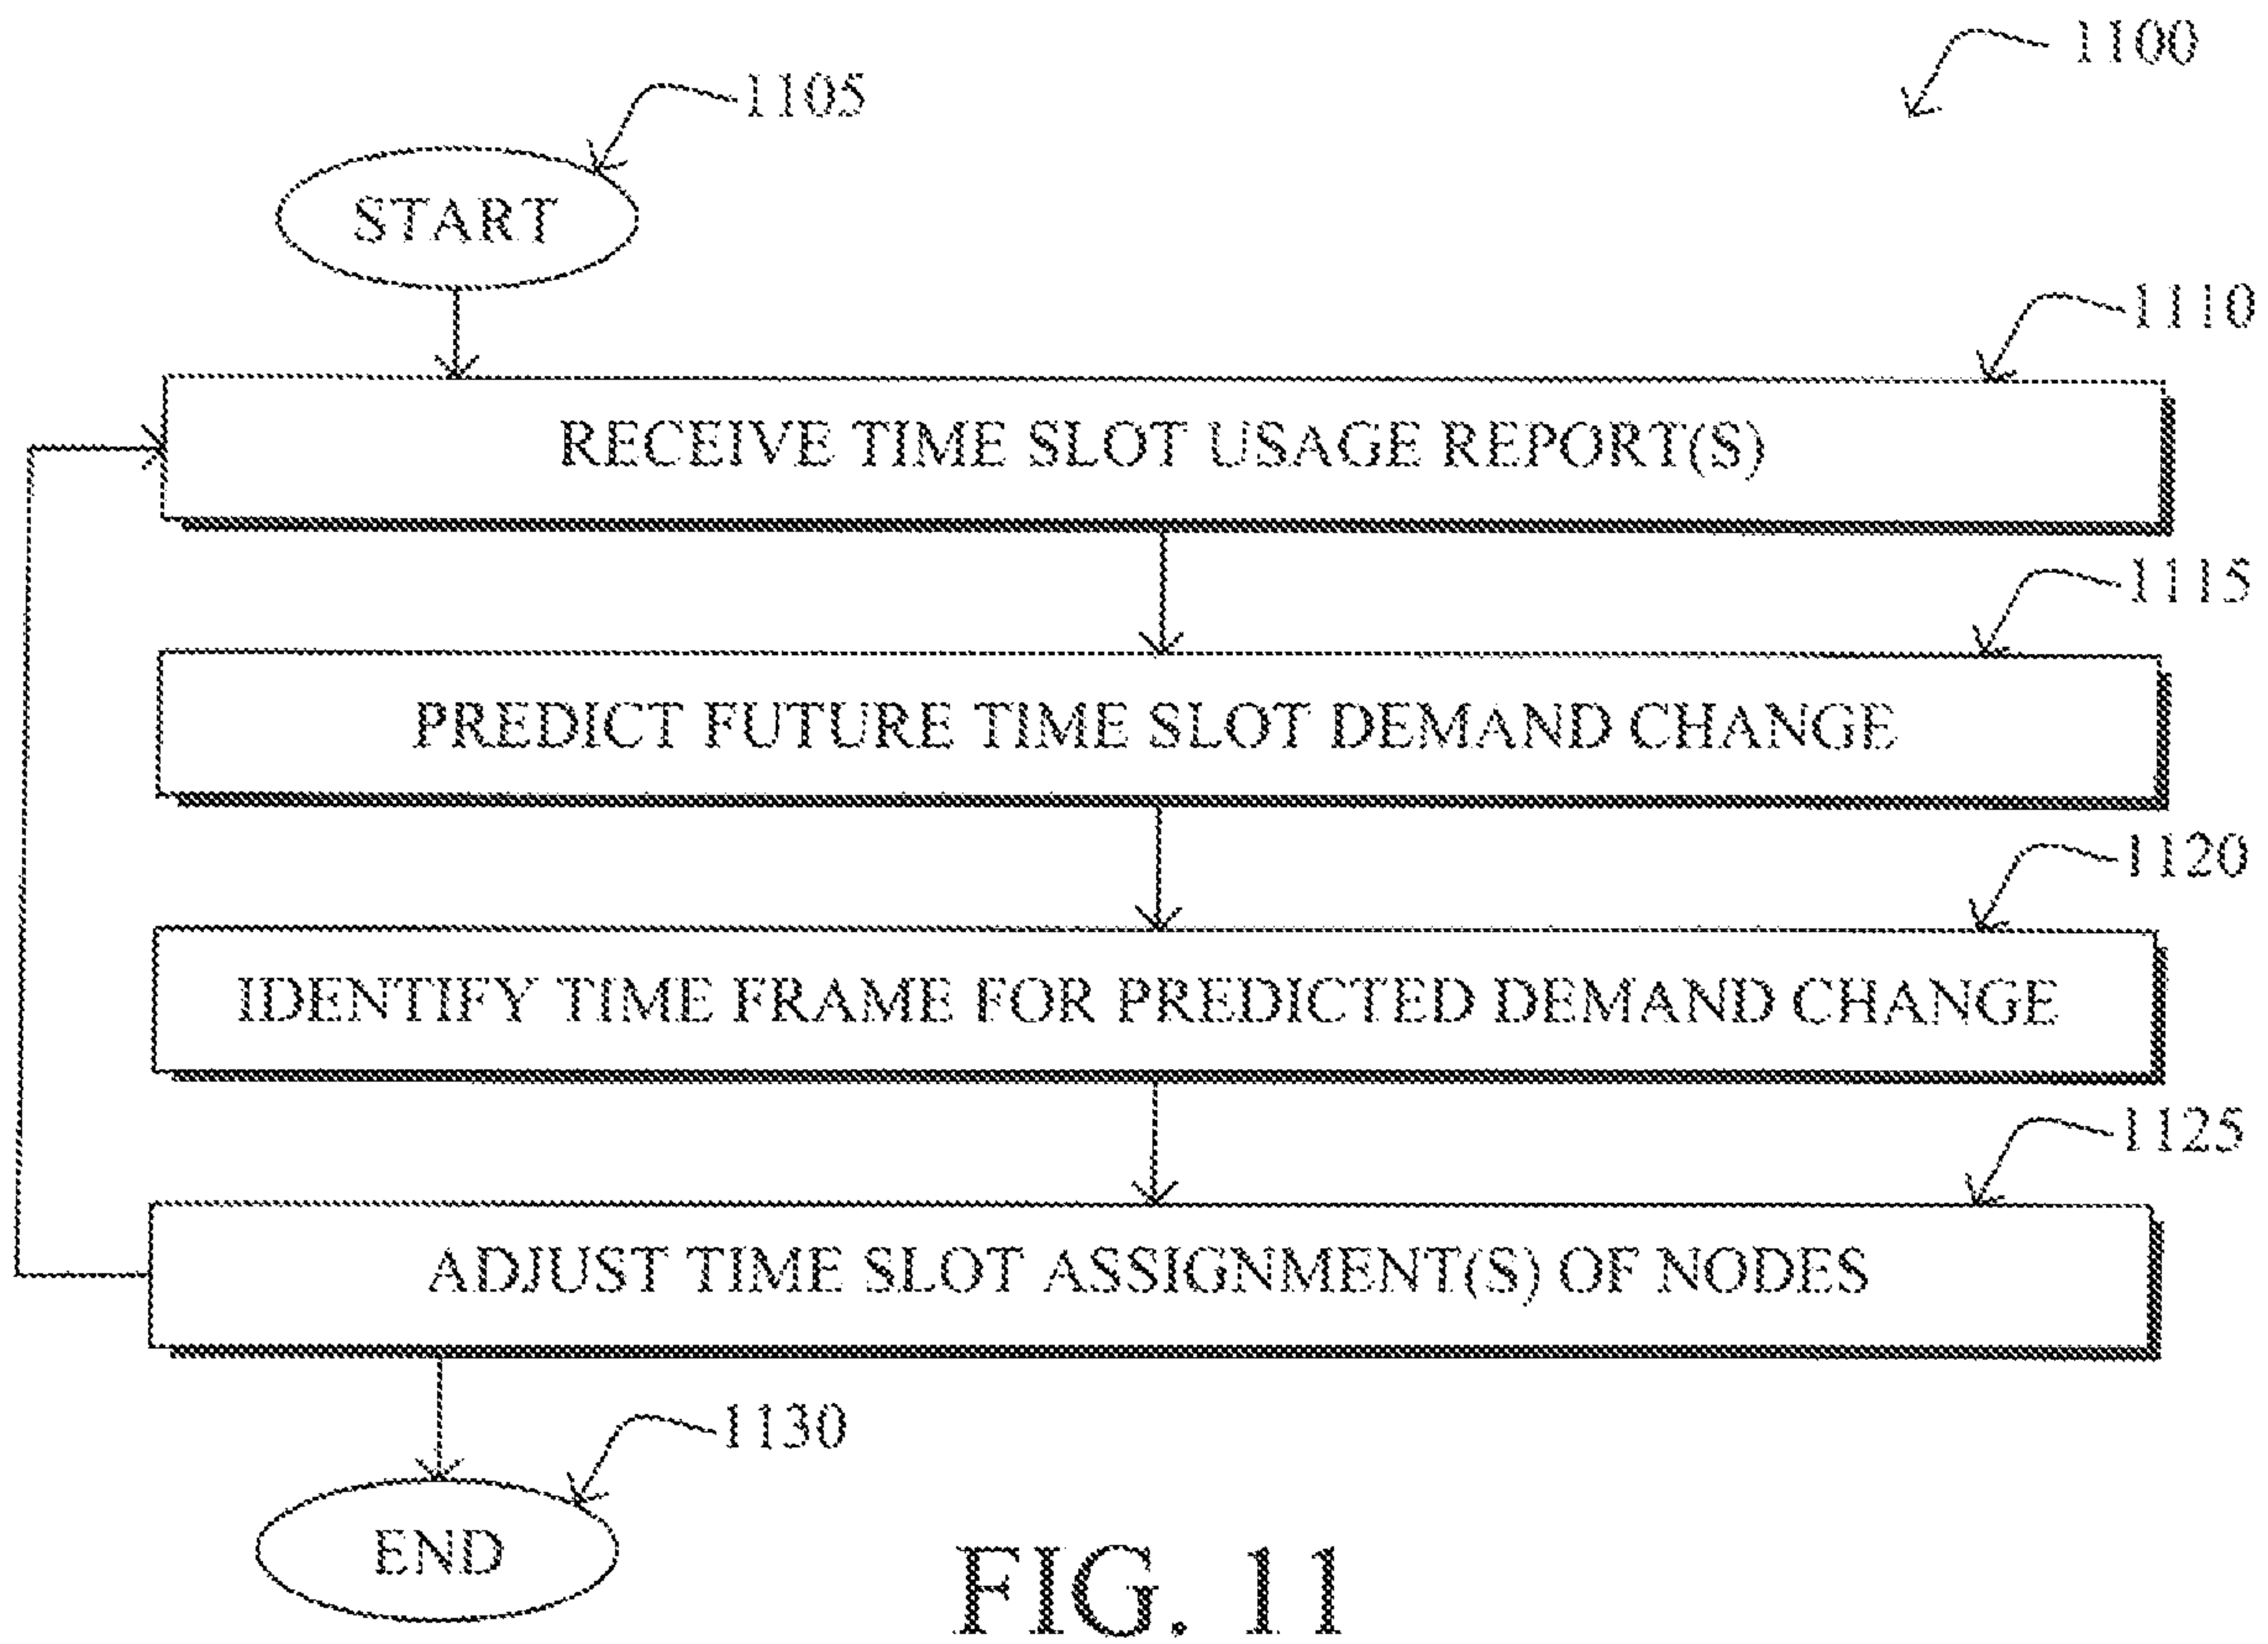 1100
1105
START
1110
RECEIVE TIME SLOT USAGE REPORT(S)
1115
PREDICT FUTURE TIME SLOT DEMAND CHANGE
1120
IDENTIFY TIME FRAME FOR PREDICTED DEMAND CHANGE
1125
ADJUST TIME SLOT ASSIGNMENT(S) OF NODES
1130
END
FIG. 11